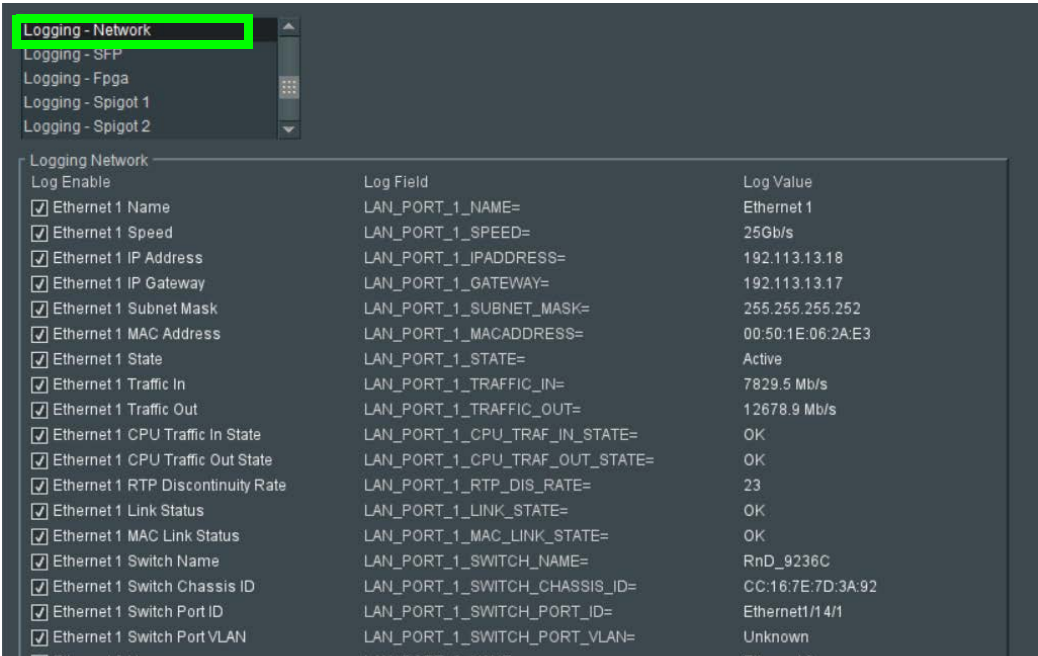 Logging - Network
Logging - SFP
Logging - Fpga
Logging - Spigot 1
Logging - Spigot 2
Logging Network
Log Enable Log Field Log Value
Ethernet 1 Name LAN_PORT_1_NAME= Ethernet 1
Ethernet 1 Speed LAN_PORT_1_SPEED= 25Gb/s
Ethernet 1 IP Address LAN_PORT_1_IPADDRESS= 192.113.13.18
Ethernet 1 IP Gateway LAN_PORT_1_GATEWAY= 192.113.13.17
Ethernet 1 Subnet Mask LAN_PORT_1_SUBNET_MASK= 255.255.255.252
Ethernet 1 MAC Address LAN_PORT_1_MACADDRESS= 00:50:1E:06:2A:E3
Ethernet 1 State LAN_PORT_1_STATE= Active
Ethernet 1 Traffic In LAN_PORT_1_TRAFFIC_IN= 7829.5 Mb/s
Ethernet 1 Traffic Out LAN_PORT_1_TRAFFIC_OUT= 12678.9 Mb/s
Ethernet 1 CPU Traffic In State LAN_PORT_1_CPU_TRAF_IN_STATE= OK
Ethernet 1 CPU Traffic Out State LAN_PORT_1_CPU_TRAF_OUT_STATE= OK
Ethernet 1 RTP Discontinuity Rate LAN_PORT_1_RTP_DIS_RATE= 23
Ethernet 1 Link Status LAN_PORT_1_LINK_STATE= OK
Ethernet 1 MAC Link Status LAN_PORT_1_MAC_LINK_STATE= OK
Ethernet 1 Switch Name LAN_PORT_1_SWITCH_NAME= RnD_9236C
Ethernet 1 Switch Chassis ID LAN_PORT_1_SWITCH_CHASSIS_ID= CC:16:7E:7D:3A:92
Ethernet 1 Switch Port ID LAN_PORT_1_SWITCH_PORT_ID= Ethernet1/14/1
Ethernet 1 Switch Port VLAN LAN_PORT_1_SWITCH_PORT_VLAN= Unknown